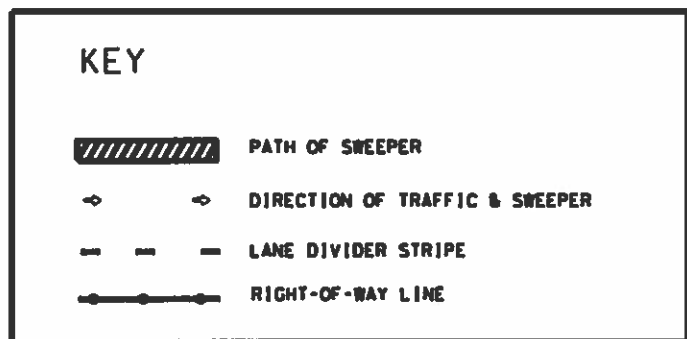 KEY
PATH OF SWEEPER
DIRECTION OF TRAFFIC & SWEEPER
LANE DIVIDER STRIPE
RIGHT-OF-WAY LINE